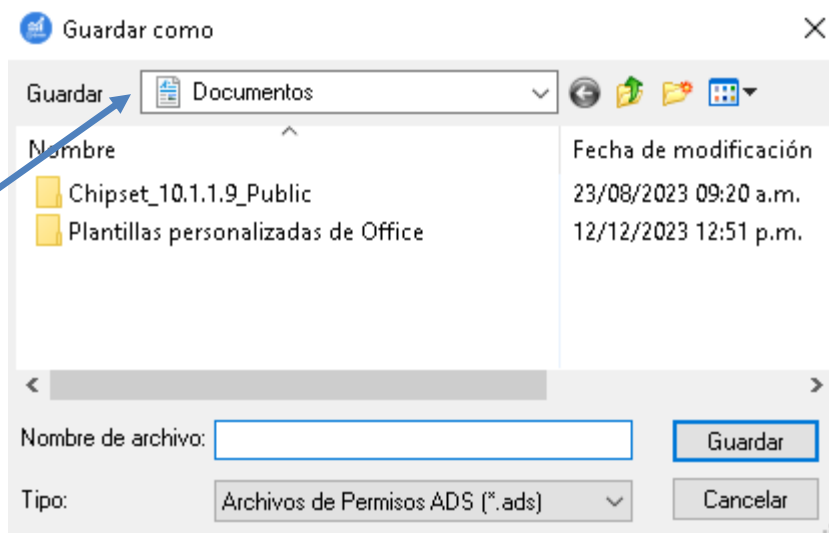 Guardar como
Guardar Documentos
Nombre Fecha de modificación
Chipset_10.1.1.9_Public 23/08/2023 09:20 a.m.
Plantillas personalizadas de Office 12/12/2023 12:51 p.m.
Nombre de archivo: Guardar
Tipo: Archivos de Permisos ADS (*.ads) Cancelar